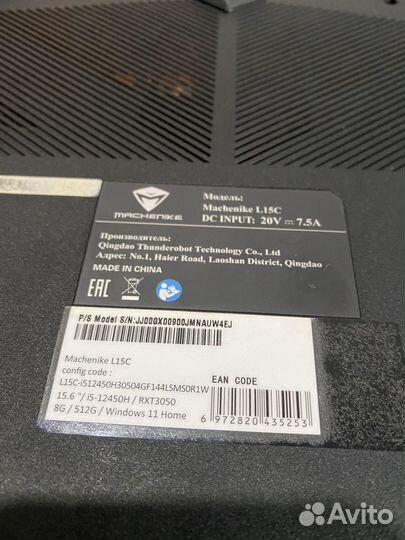 MACHENIKE
Модель:
Machenike L15C
DC INPUT: 20V ⎓ 7.5A
Производитель:
Qingdao Thunderobot Technology Co., Ltd
Адрес: No.1, Haier Road, Laoshan District, Qingdao
MADE IN CHINA
EAC
P/S Model S/N:JJ00GX00900JMNAUW4EJ
Machenike L15C
config code :
L15C-i512450H30504GF144LSMS0R1W
15.6 "/ i5-12450H / RXT3050
8G / 512G / Windows 11 Home
EAN CODE
6 972820 435253
Avito